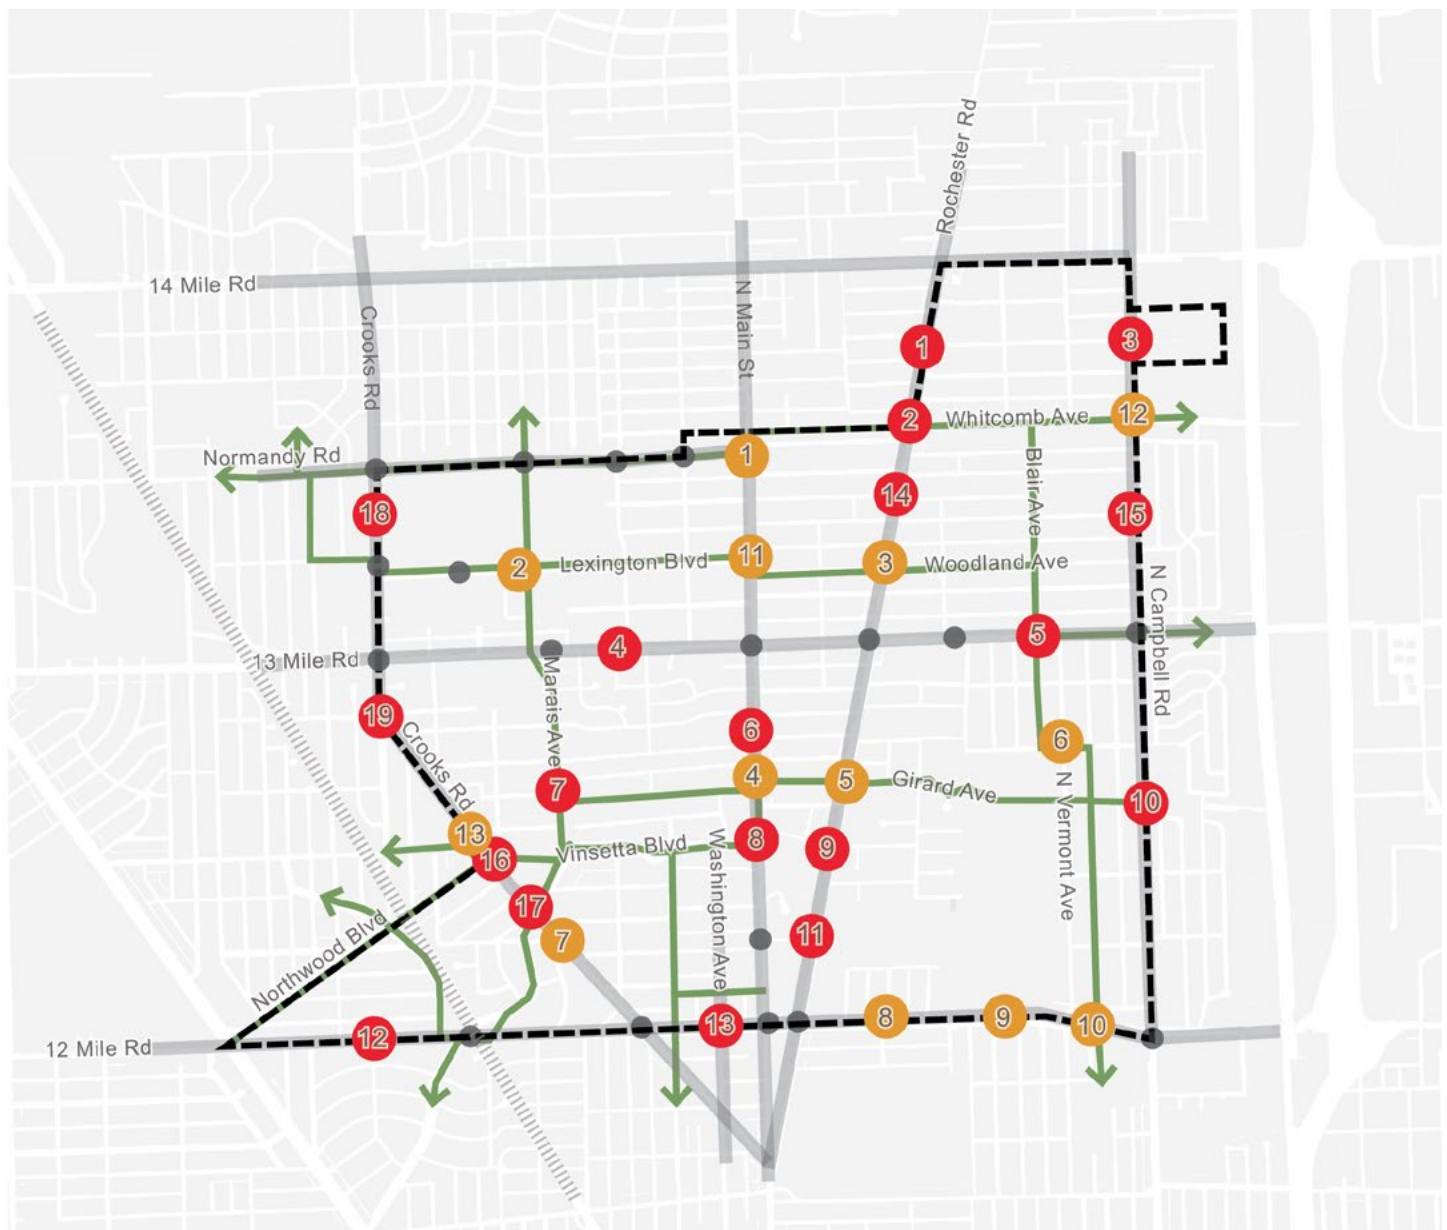 Rochester Rd
14 Mile Rd
N Main St
Crooks Rd
1
3
2
Whitcomb Ave
12
Normandy Rd
1
Blair Ave
14
18
15
2
Lexington Blvd
11
3
Woodland Ave
N Campbell Rd
13 Mile Rd
4
5
Marais Ave
19
6
6
Crooks Rd
7
4
5
Girard Ave
N Vermont Ave
10
13
16
Vinsetta Blvd
8
9
Washington Ave
17
7
11
Northwood Blvd
12 Mile Rd
12
13
8
9
10